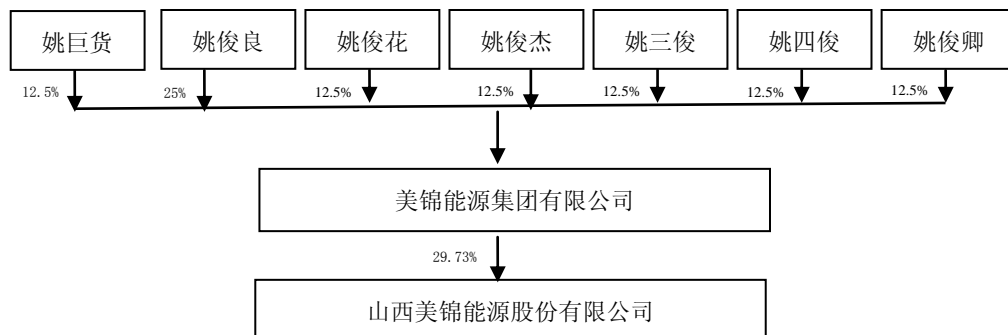 姚巨货 姚俊良 姚俊花 姚俊杰 姚三俊 姚四俊 姚俊卿
12.5% 25% 12.5% 12.5% 12.5% 12.5% 12.5%
美锦能源集团有限公司
29.73%
山西美锦能源股份有限公司